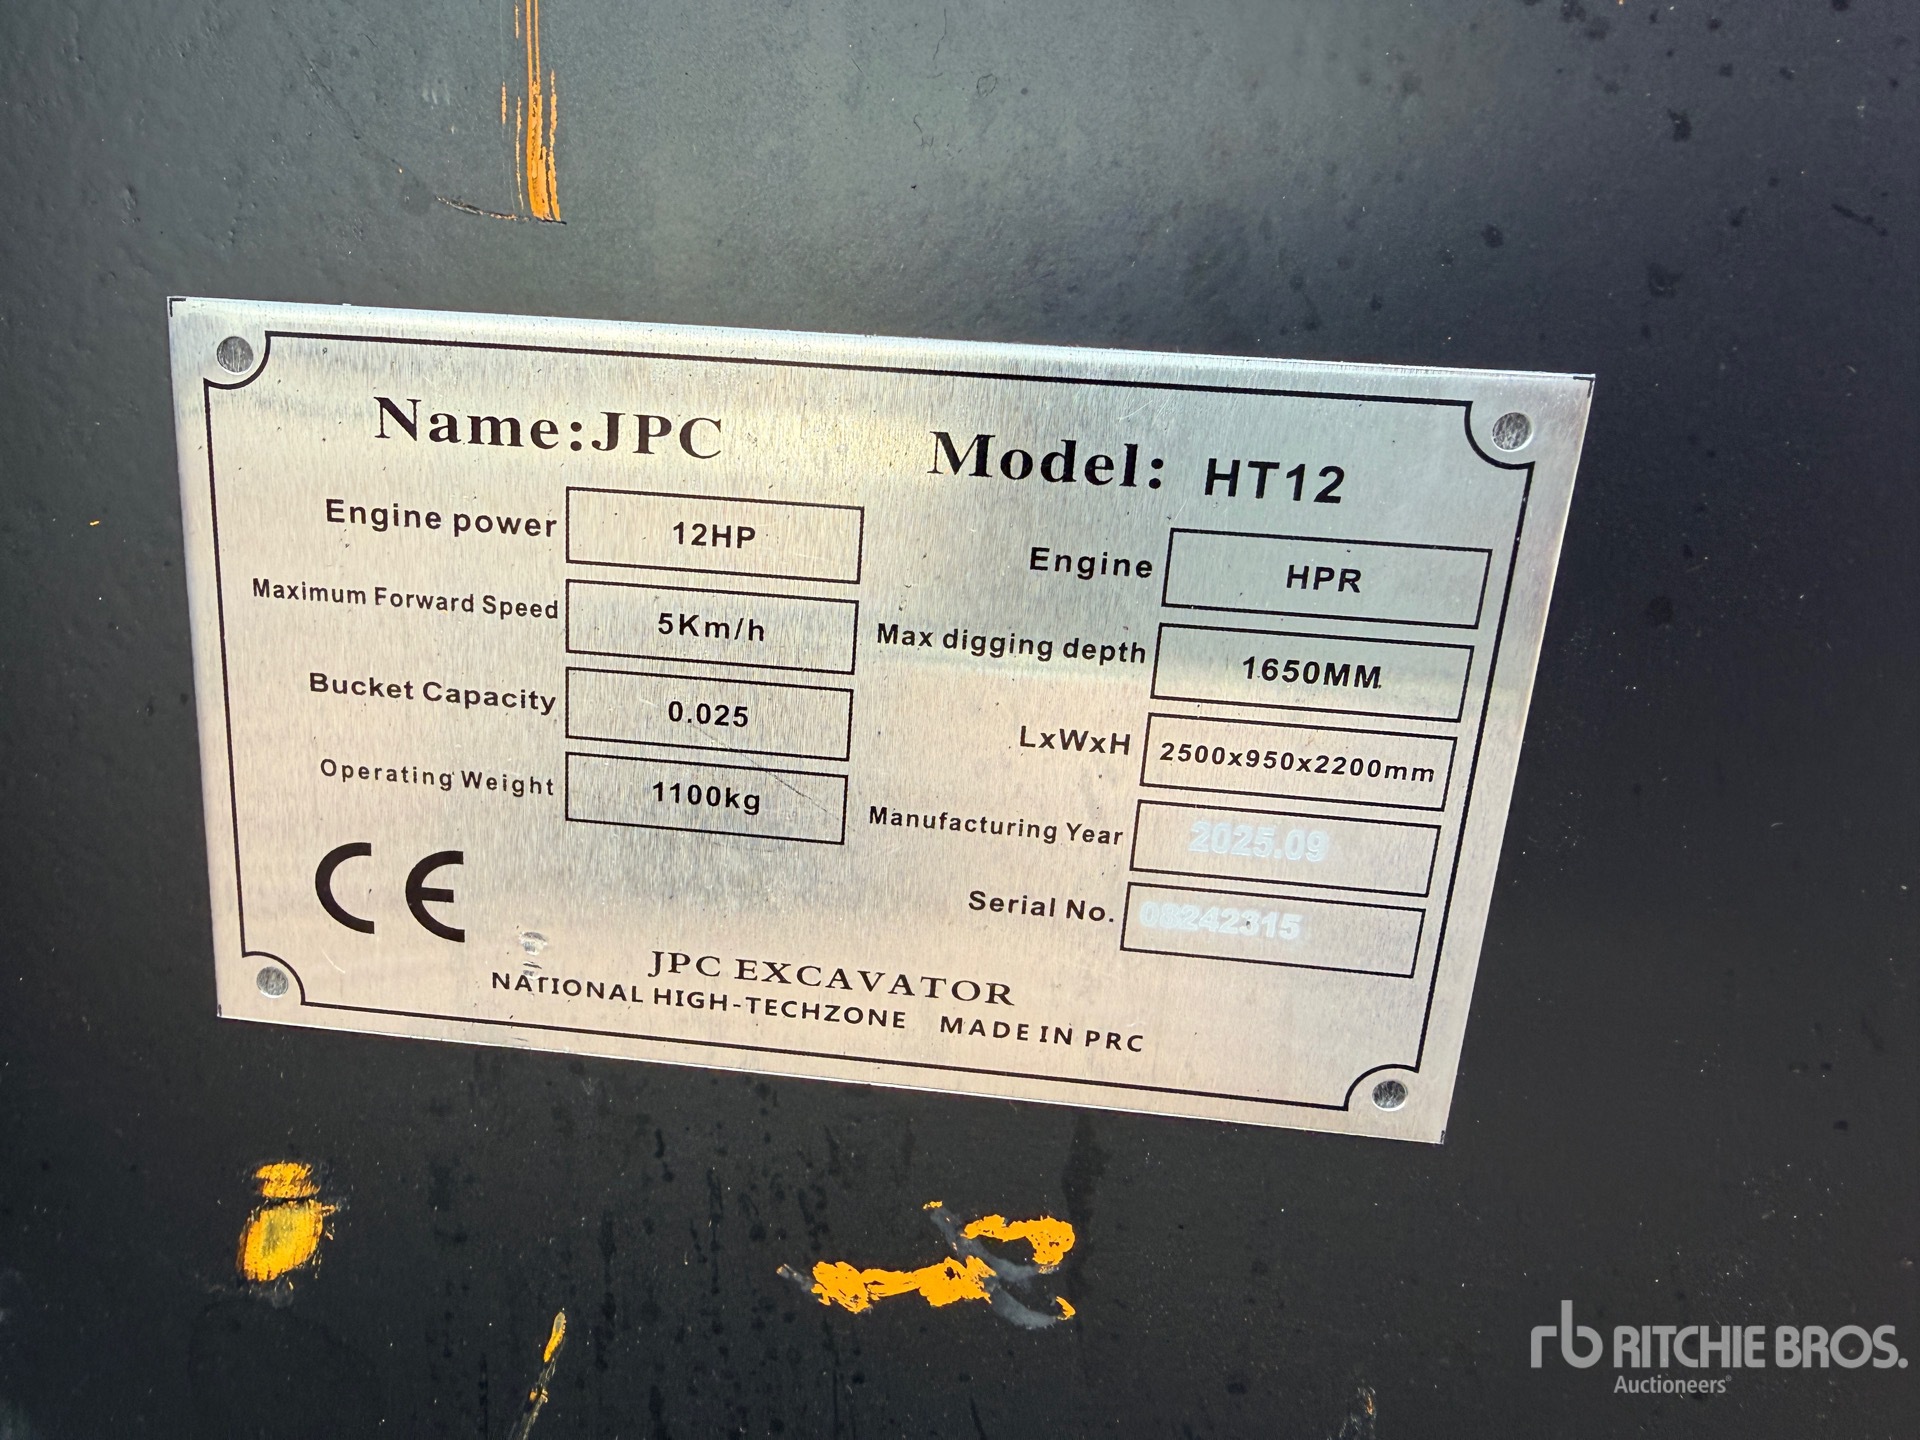 Name:JPC Model: HT12
Engine power 12HP Engine HPR
Maximum Forward Speed 5Km/h Max digging depth 1650MM
Bucket Capacity 0.025 LxWxH 2500x950x2200mm
Operating Weight 1100kg Manufacturing Year 2025.09
CE Serial No. 08242315
JPC EXCAVATOR
NATIONAL HIGH-TECHZONE MADE IN PRC
rb RITCHIE BROS.
Auctioneers®